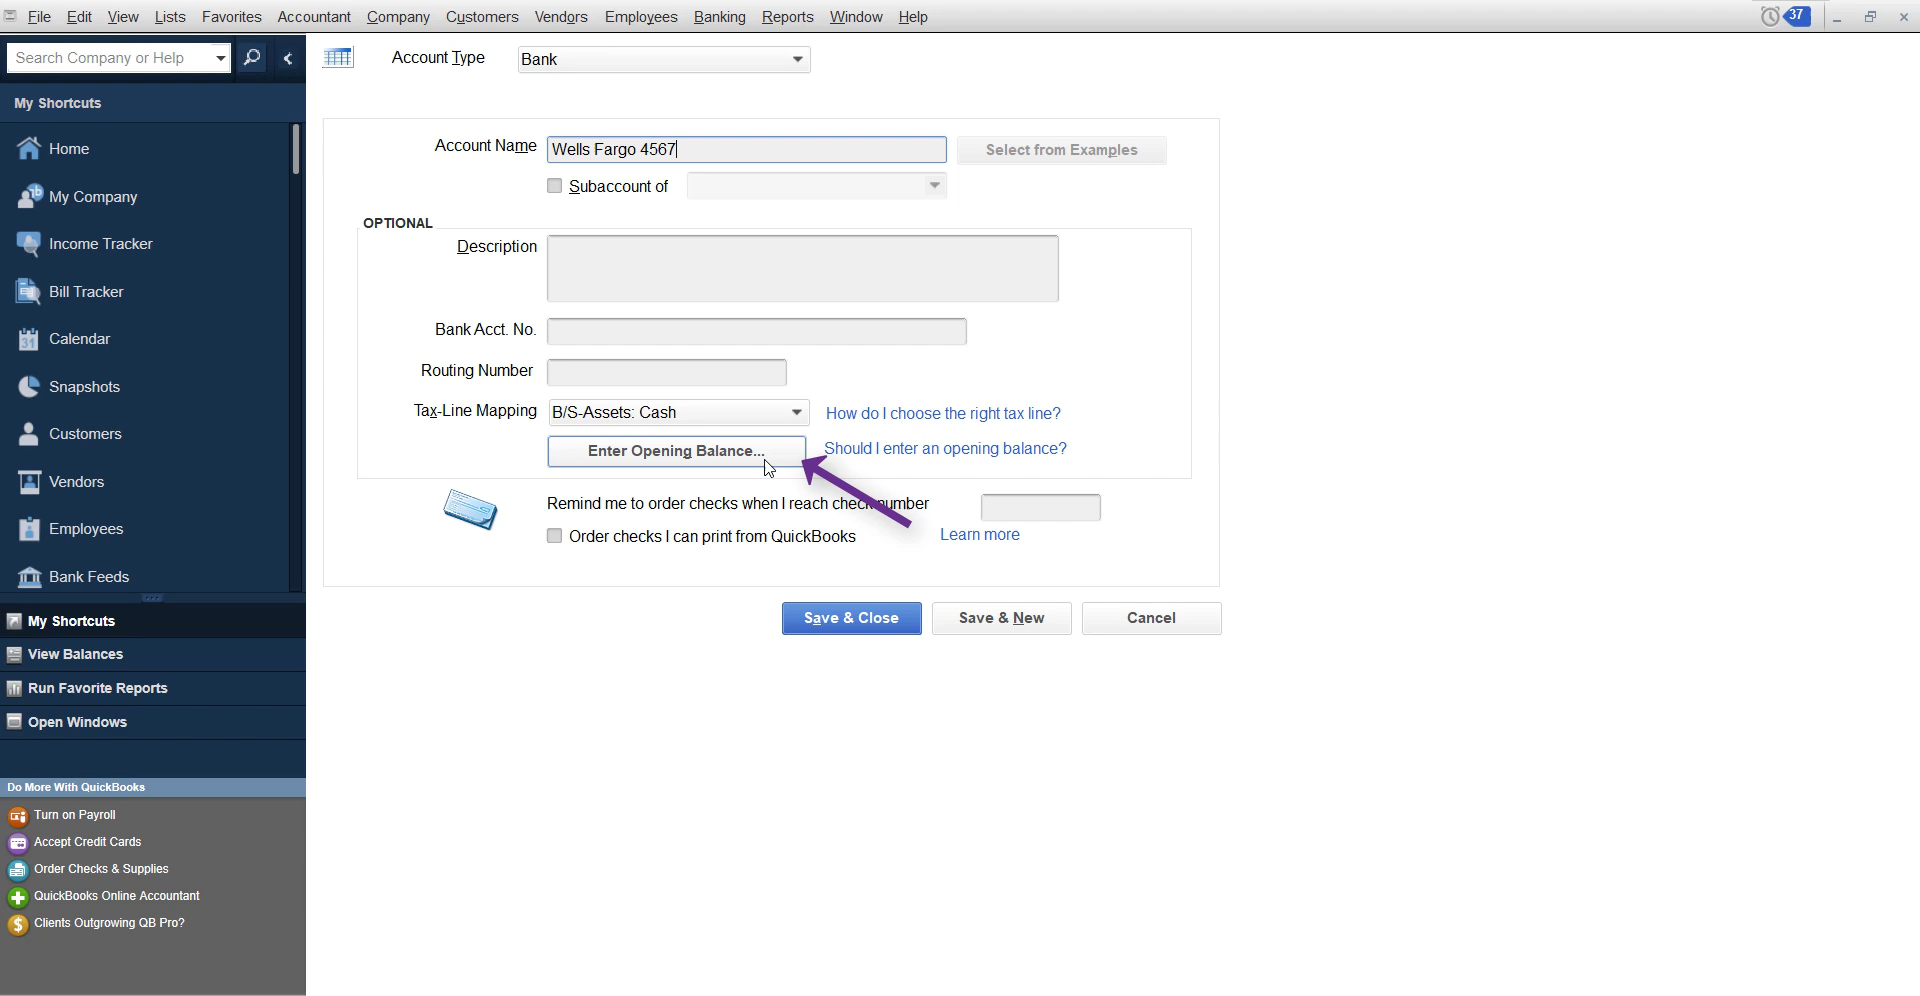 File Edit View Lists Favorites Accountant Company Customers Vendors Employees Banking Reports Window Help 37
Search Company or Help
My Shortcuts
Home
My Company
Income Tracker
Bill Tracker
31 Calendar
Snapshots
Customers
Vendors
Employees
Bank Feeds
My Shortcuts
View Balances
Run Favorite Reports
Open Windows
Do More With QuickBooks
Turn on Payroll
Accept Credit Cards
Order Checks & Supplies
QuickBooks Online Accountant
$ Clients Outgrowing QB Pro?
Account Type Bank
Account Name Wells Fargo 4567 Select from Examples
Subaccount of
OPTIONAL
Description
Bank Acct. No.
Routing Number
Tax-Line Mapping B/S-Assets: Cash How do I choose the right tax line?
Enter Opening Balance... Should I enter an opening balance?
Remind me to order checks when I reach check number
Order checks I can print from QuickBooks Learn more
Save & Close Save & New Cancel